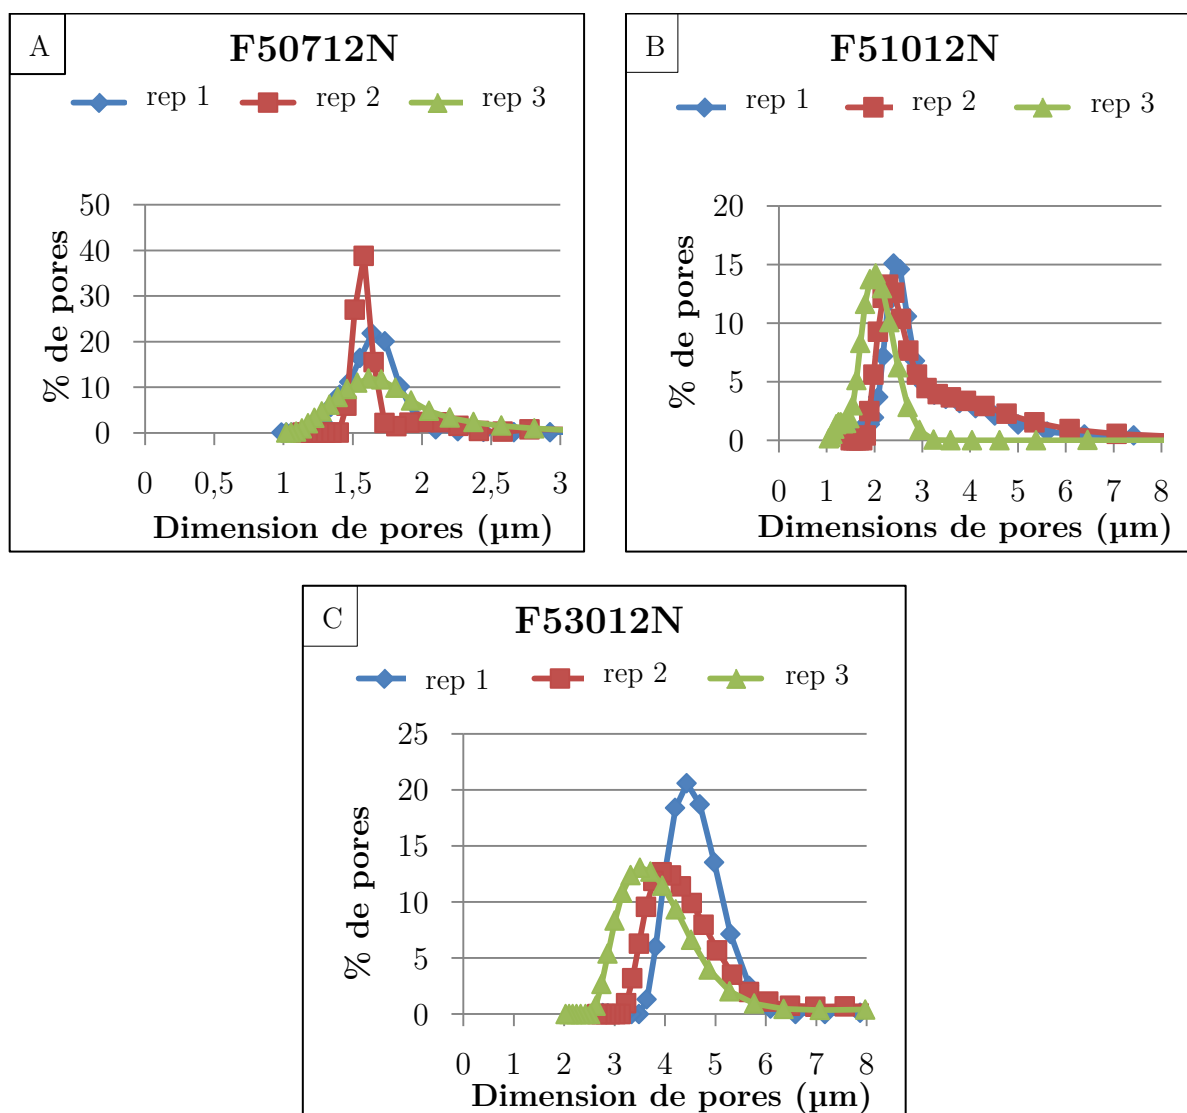 A
F50712N
rep 1 rep 2 rep 3
50
40
30
20
10
0
% de pores
0 0,5 1 1,5 2 2,5 3
Dimension de pores (µm)
B
F51012N
rep 1 rep 2 rep 3
20
15
10
5
0
% de pores
0 1 2 3 4 5 6 7 8
Dimensions de pores (µm)
C
F53012N
rep 1 rep 2 rep 3
25
20
15
10
5
0
% de pores
0 1 2 3 4 5 6 7 8
Dimension de pores (µm)